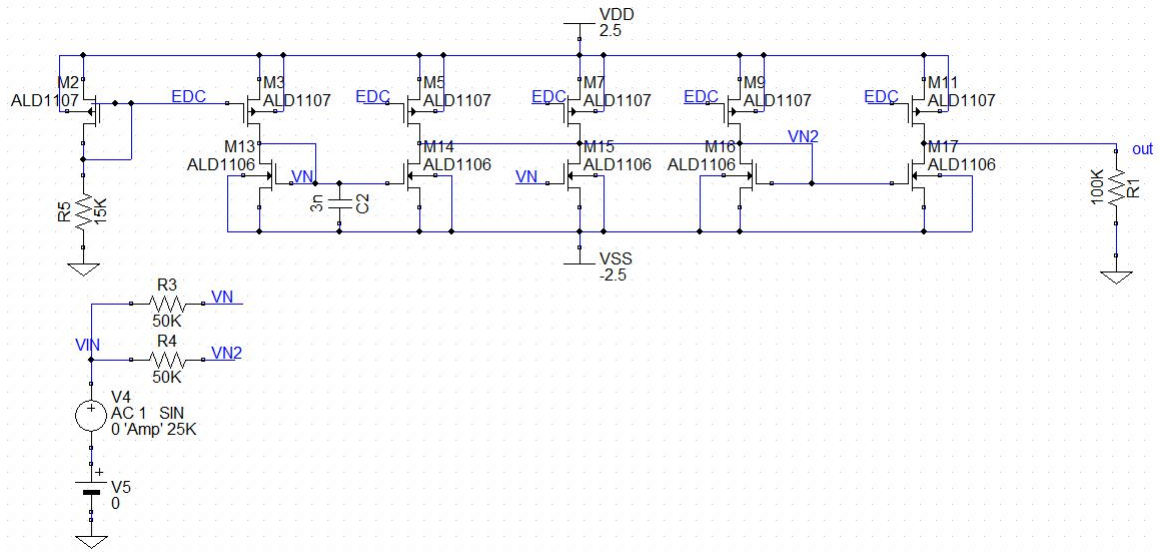 VDD
2.5
M2
ALD1107
EDC
M3
ALD1107
EDC
M5
ALD1107
EDC
M7
ALD1107
EDC
M9
ALD1107
EDC
M11
ALD1107
M13
ALD1106
VN
M14
ALD1106
VN
M15
ALD1106
M16
ALD1106
VN2
M17
ALD1106
out
R5
15K
3n
C2
100K
R1
VSS
-2.5
R3
50K
VN
VIN
R4
50K
VN2
V4
AC 1 SIN
0 'Amp' 25K
V5
0